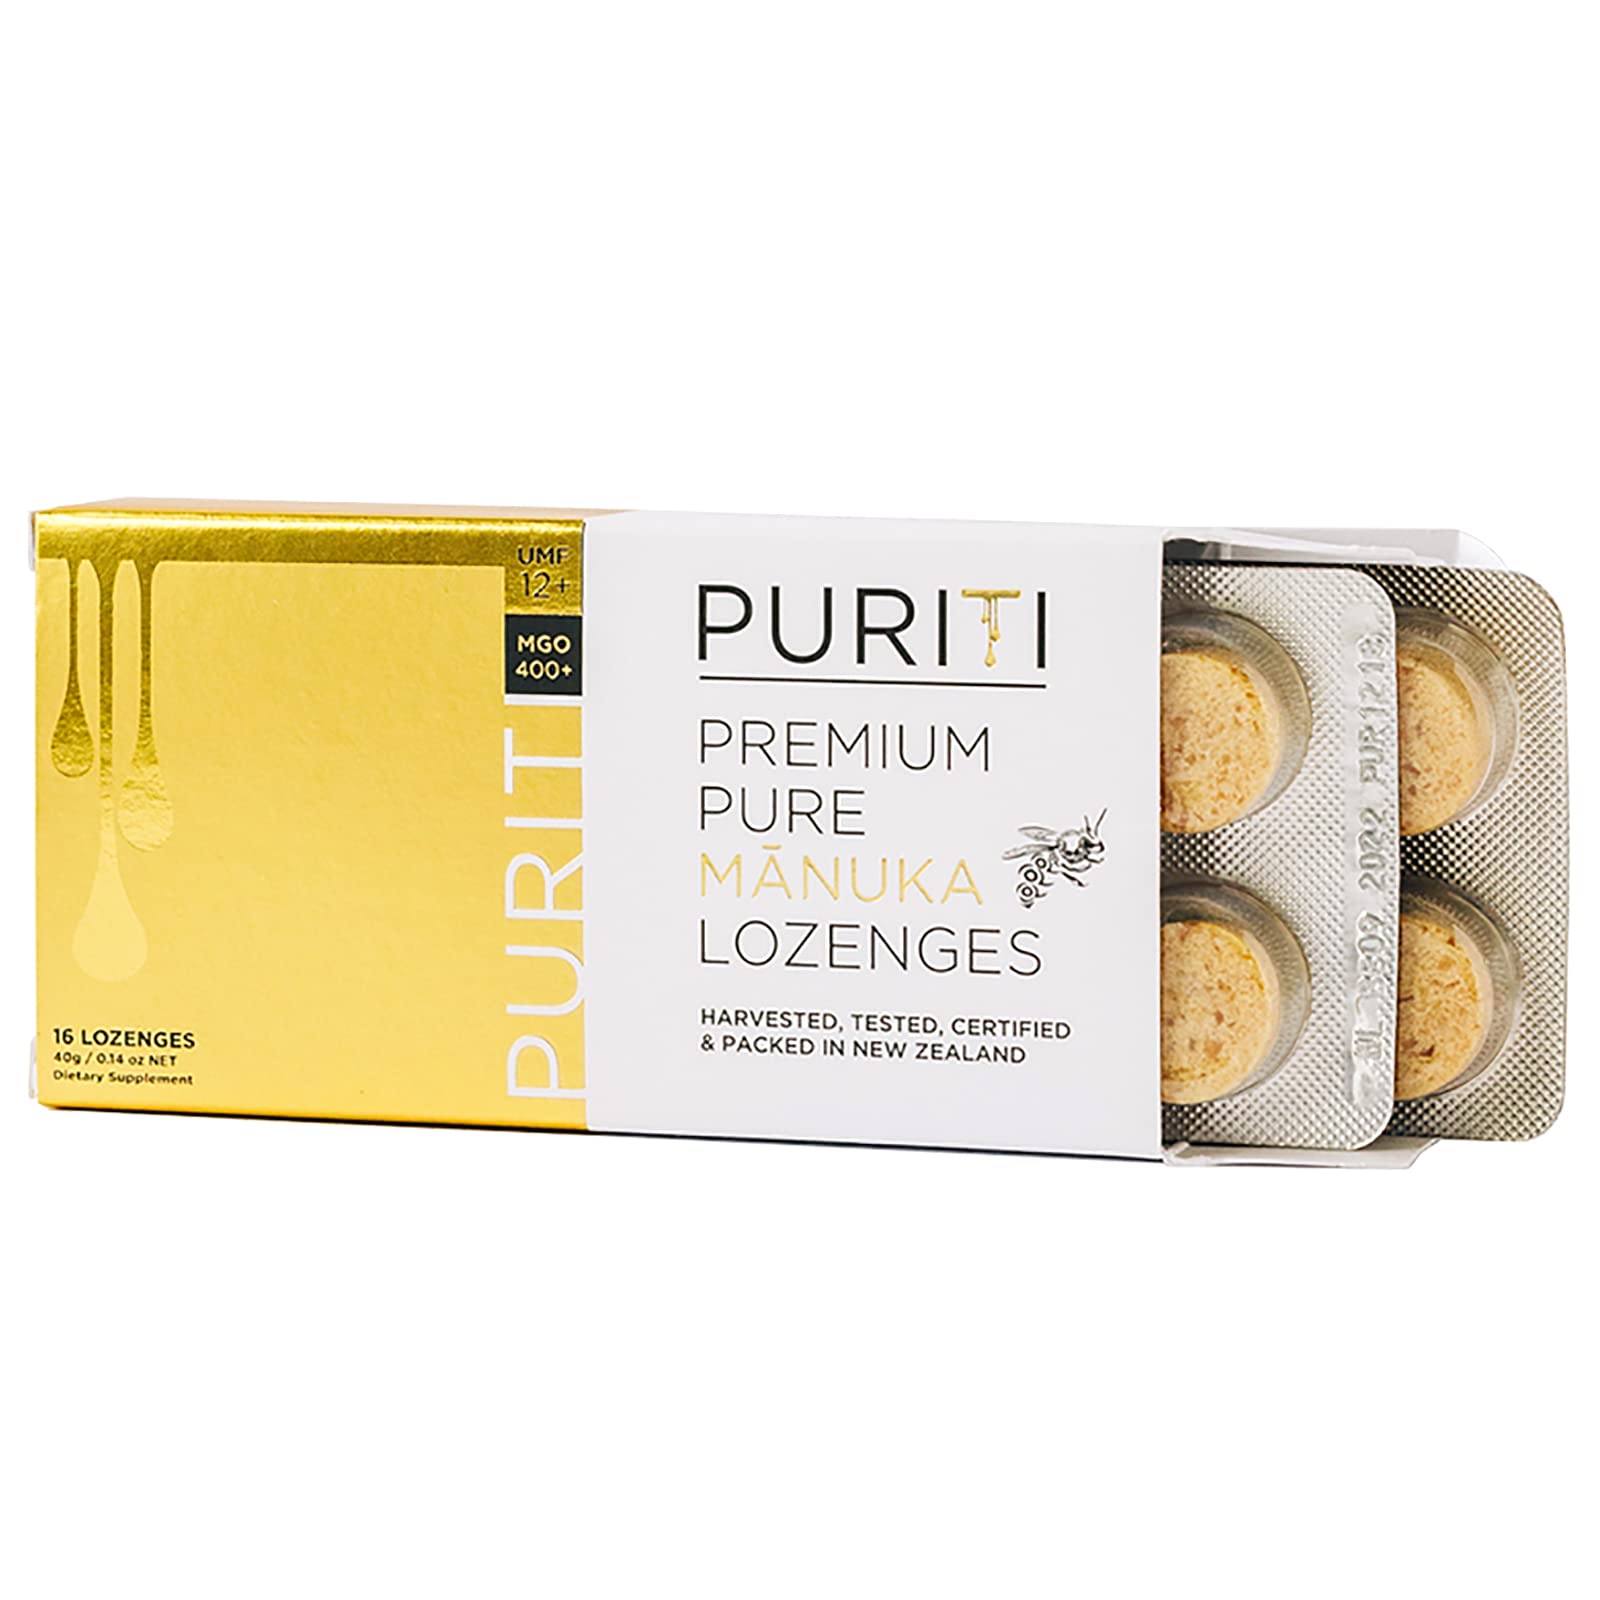 UMF
12+
MGO
400+
PURITI
16 LOZENGES
40g / 0.14 oz NET
Dietary Supplement
PURITI
PREMIUM
PURE
MĀNUKA
LOZENGES
HARVESTED, TESTED, CERTIFIED
& PACKED IN NEW ZEALAND
2022 PUR1213